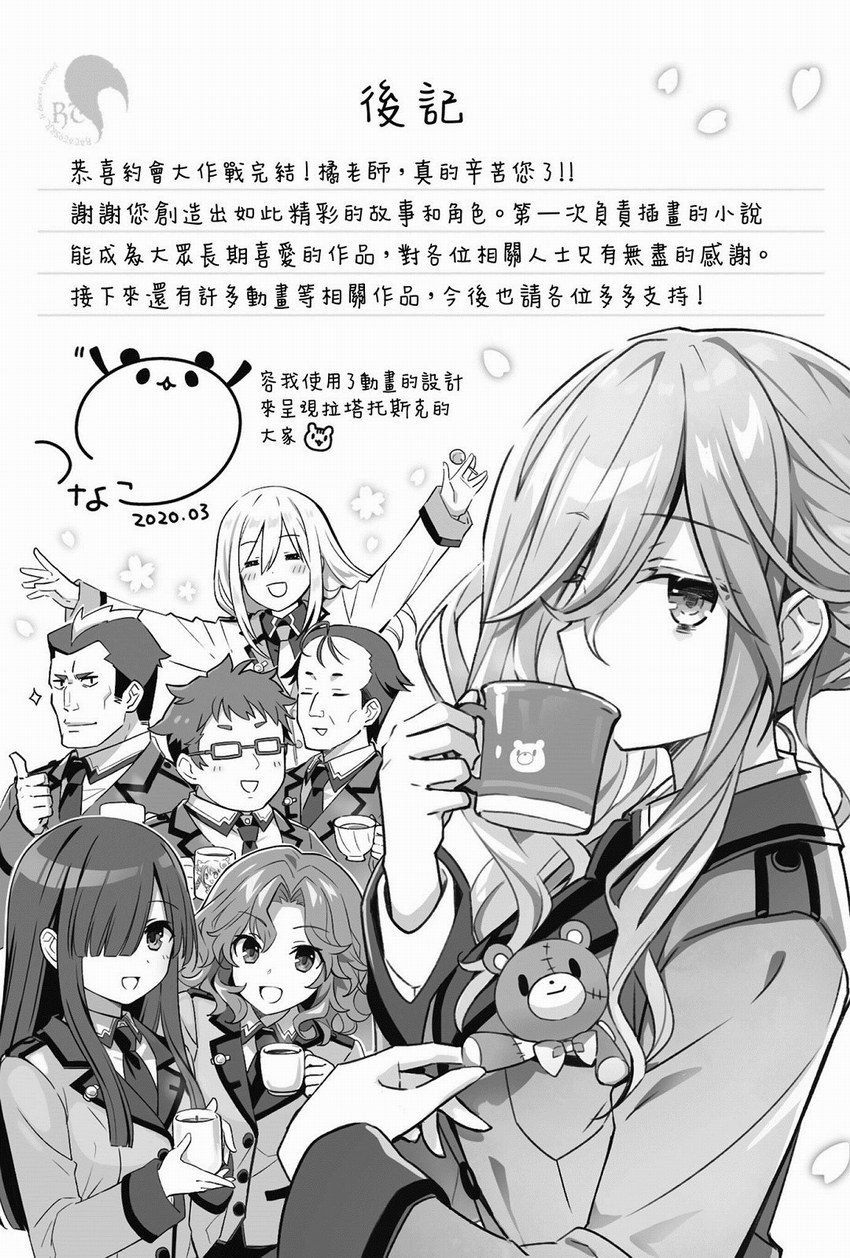 後記
恭喜約會大作戰完結!橘老師,真的辛苦您了!!
謝謝您創造出如此精彩的故事和角色。第一次負責插畫的小說
能成為大眾長期喜愛的作品,對各位相關人士只有無盡的感謝。
接下來還有許多動畫等相關作品,今後也請各位多多支持!
容我使用了動畫的設計
來呈現拉塔托斯克的
大家
つなこ
2020.03